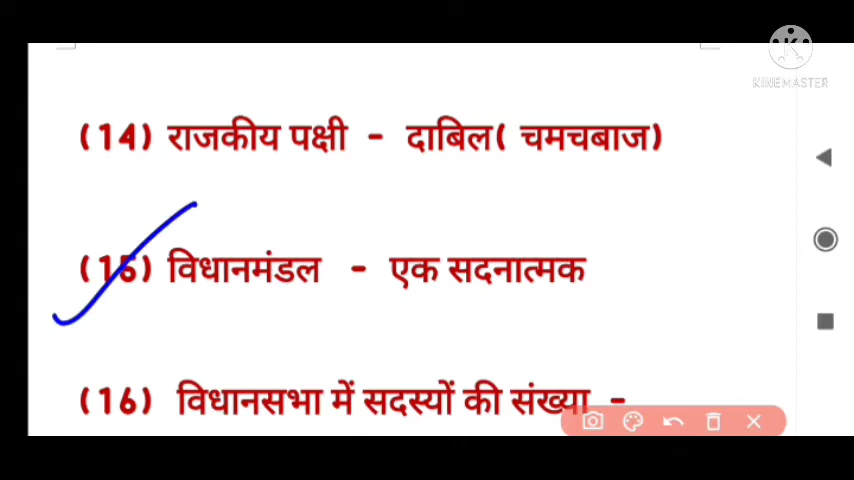 KINEMASTER
(14) राजकीय पक्षी - दाबिल( चमचबाज)
(15) विधानमंडल - एक सदनात्मक
(16) विधानसभा में सदस्यों की संख्या -